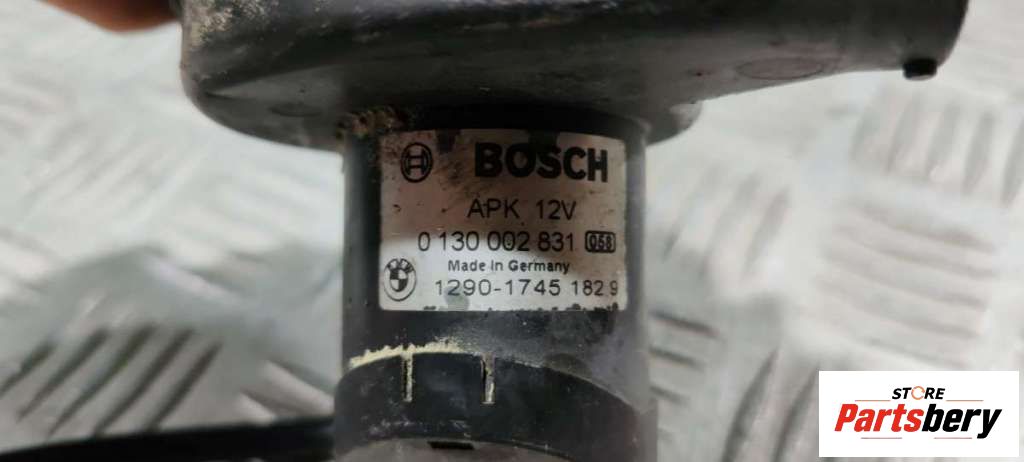 BOSCH
APK 12V
0 130 002 831 058
Made in Germany
1290-1745 182 9
STORE
Partsbery